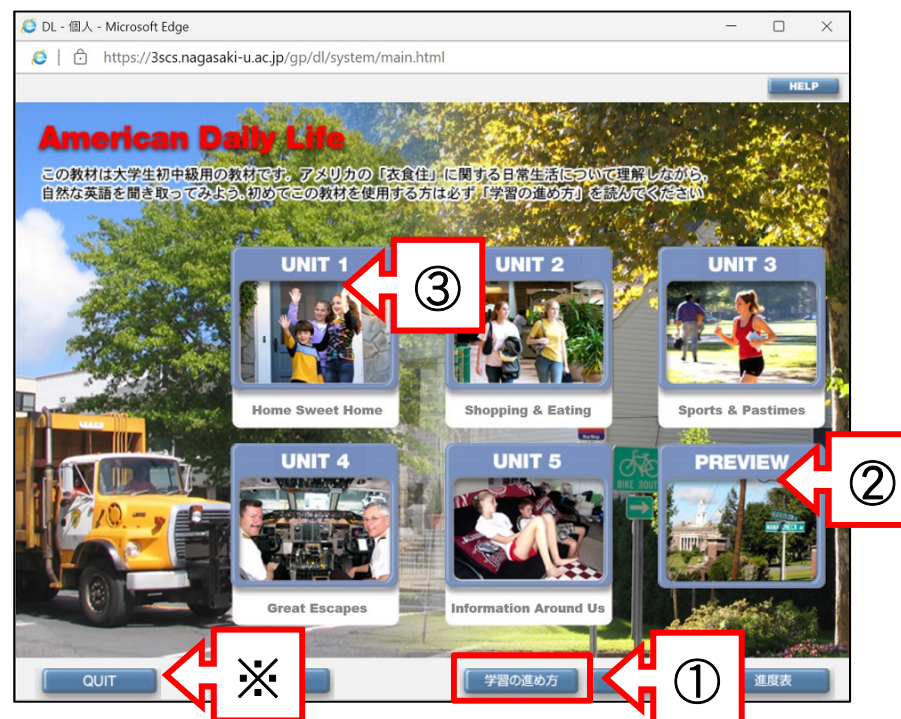 DL - 個人 - Microsoft Edge
https://3scs.nagasaki-u.ac.jp/gp/dl/system/main.html
HELP
American Daily Life
この教材は大学生初中級用の教材です。アメリカの「衣食住」に関する日常生活について理解しながら,
自然な英語を聞き取ってみよう.初めてこの教材を使用する方は必ず「学習の進め方」を読んでください
UNIT 1
③
UNIT 2
UNIT 3
Home Sweet Home
Shopping & Eating
Sports & Pastimes
UNIT 4
UNIT 5
BIKE ROUT
PREVIEW
②
Great Escapes
Information Around Us
QUIT
※
学習の進め方
①
進度表